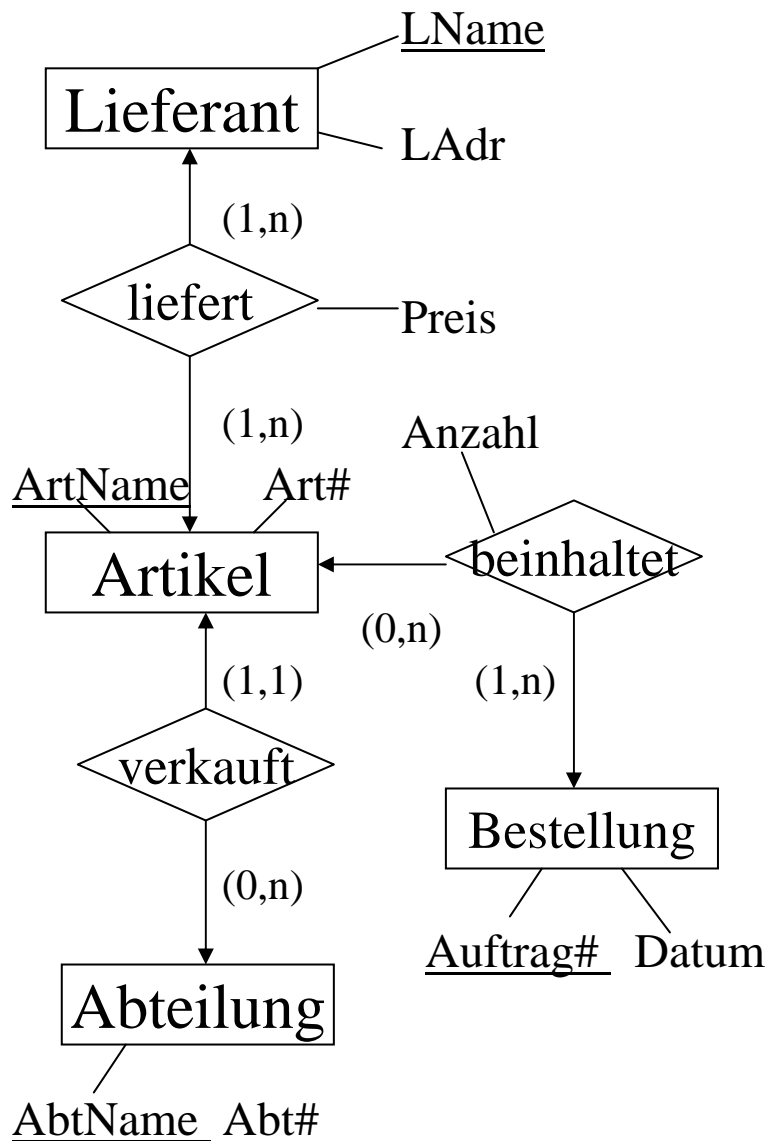 LName
Lieferant
LAdr
(1,n)
liefert
Preis
(1,n)
Anzahl
ArtName Art#
beinhaltet
Artikel
(0,n)
(1,1)
(1,n)
verkauft
Bestellung
(0,n)
Auftrag# Datum
Abteilung
AbtName Abt#